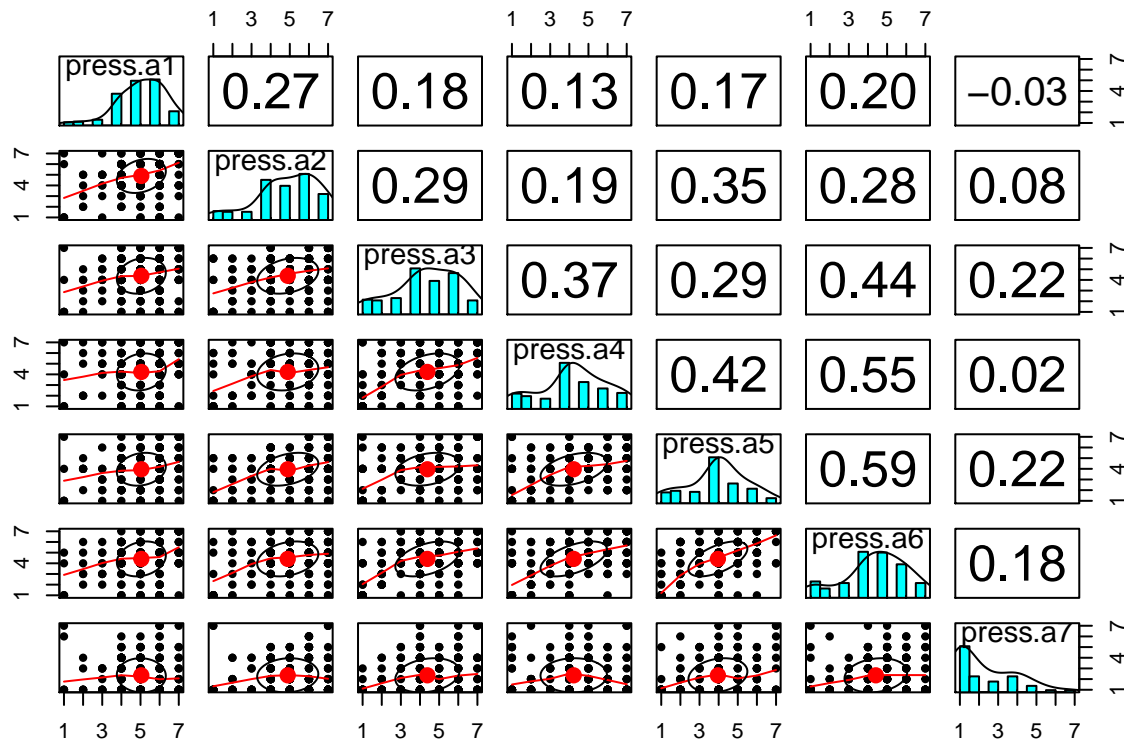 1 3 5 7 1 3 5 7 1 3 5 7
press.a1 0.27 0.18 0.13 0.17 0.20 −0.03 1 4 7
1 4 7 press.a2 0.29 0.19 0.35 0.28 0.08
press.a3 0.37 0.29 0.44 0.22 1 4 7
1 4 7 press.a4 0.42 0.55 0.02
press.a5 0.59 0.22 1 4 7
1 4 7 press.a6 0.18
press.a7 1 4 7
1 3 5 7 1 3 5 7 1 3 5 7 1 3 5 7